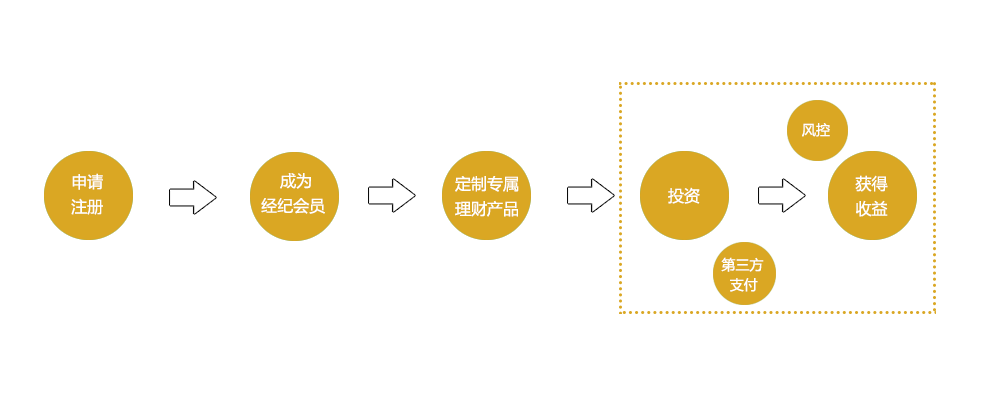 申请
注册
成为
经纪会员
定制专属
理财产品
投资
第三方
支付
风控
获得
收益